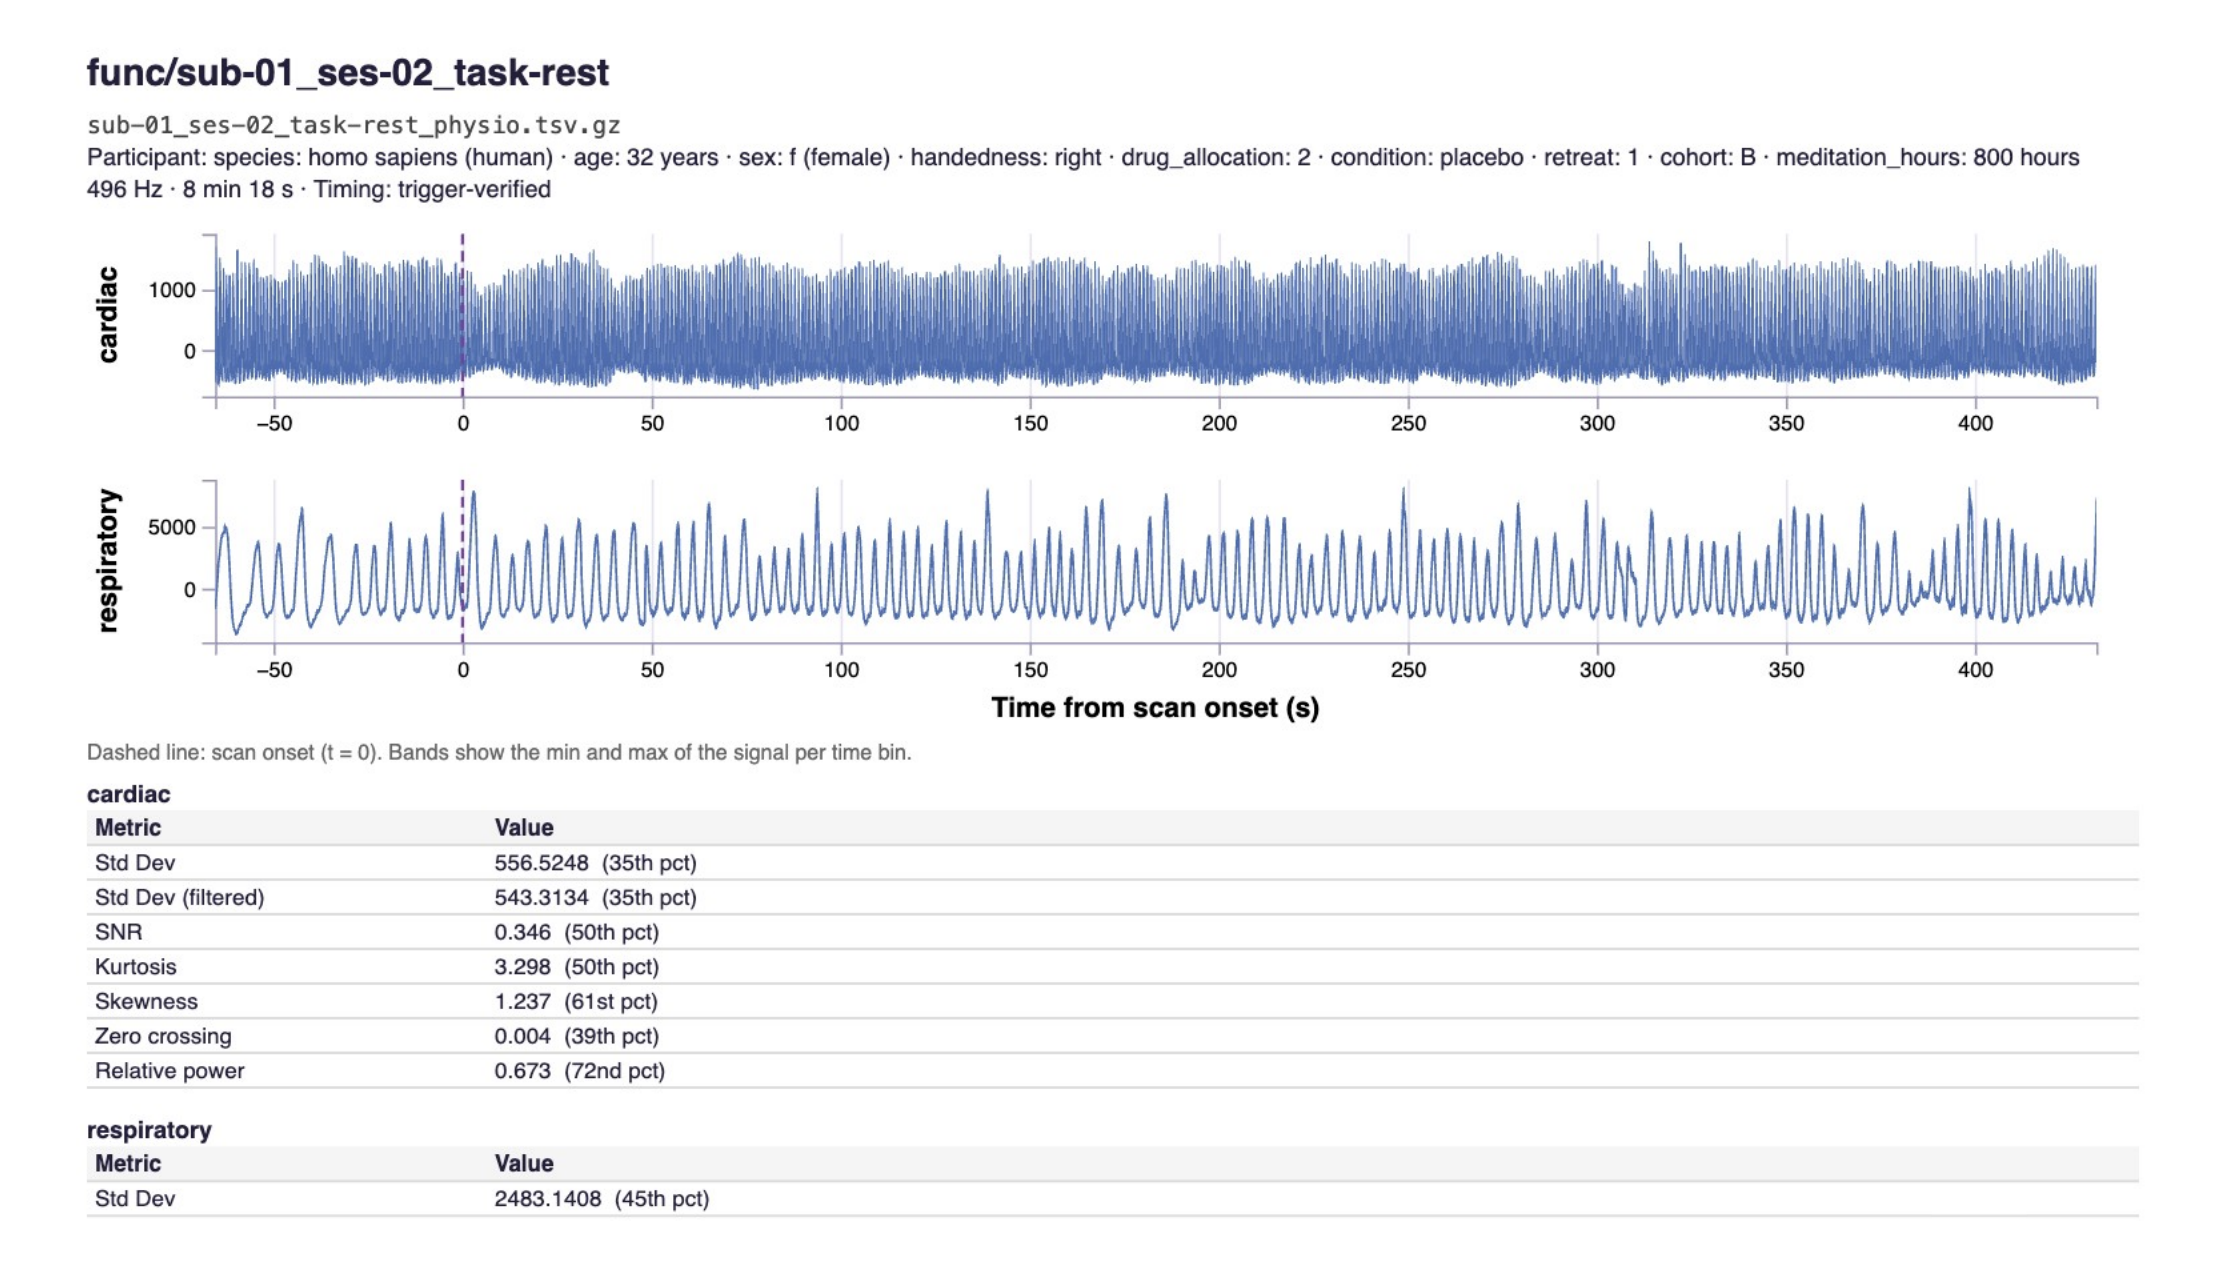 func/sub-01_ses-02_task-rest
sub-01_ses-02_task-rest_physio.tsv.gz
Participant: species: homo sapiens (human) · age: 32 years · sex: f (female) · handedness: right · drug_allocation: 2 · condition: placebo · retreat: 1 · cohort: B · meditation_hours: 800 hours
496 Hz · 8 min 18 s · Timing: trigger-verified
cardiac
1000
0
−50 0 50 100 150 200 250 300 350 400
respiratory
5000
0
−50 0 50 100 150 200 250 300 350 400
Time from scan onset (s)
Dashed line: scan onset (t = 0). Bands show the min and max of the signal per time bin.
cardiac
Metric Value
Std Dev 556.5248 (35th pct)
Std Dev (filtered) 543.3134 (35th pct)
SNR 0.346 (50th pct)
Kurtosis 3.298 (50th pct)
Skewness 1.237 (61st pct)
Zero crossing 0.004 (39th pct)
Relative power 0.673 (72nd pct)
respiratory
Metric Value
Std Dev 2483.1408 (45th pct)